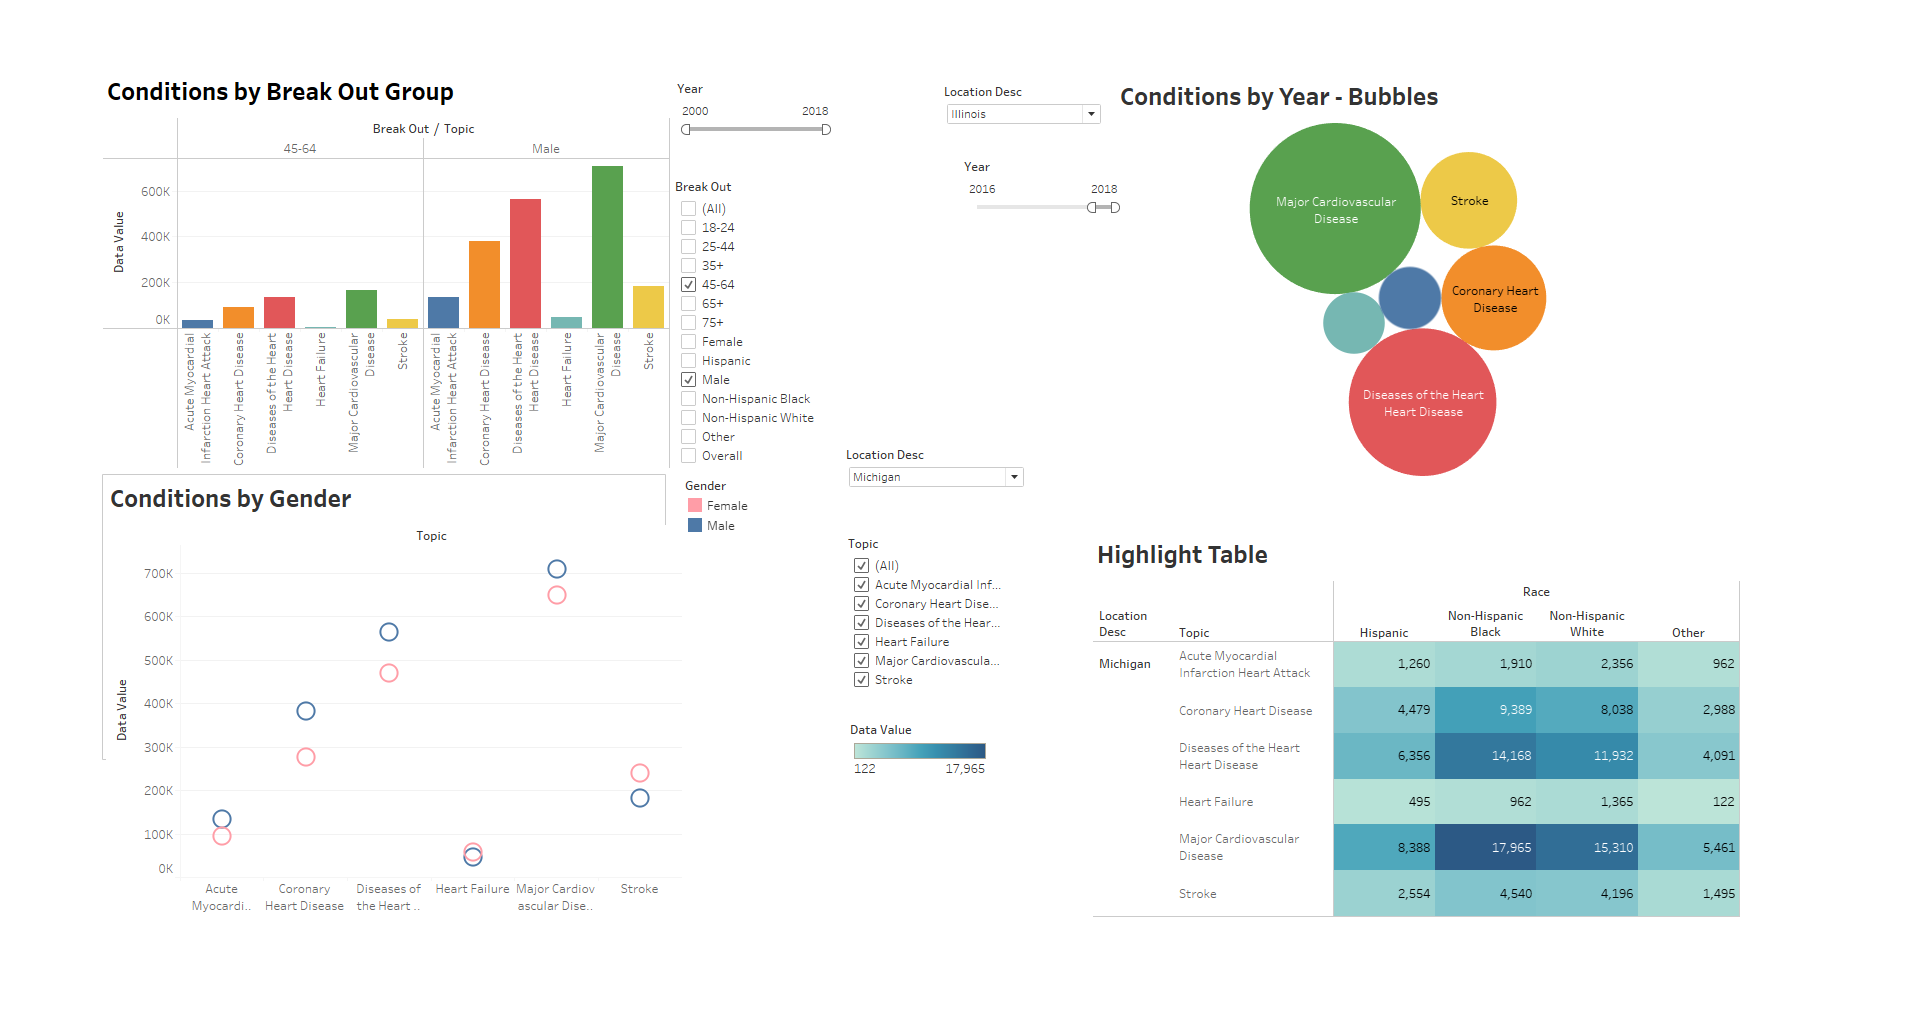 Conditions by Break Out Group
Break Out / Topic
45-64
Male
Data Value
600K
400K
200K
0K
Acute Myocardial
Infarction Heart Attack
Coronary Heart Disease
Diseases of the Heart
Heart Disease
Heart Failure
Major Cardiovascular
Disease
Stroke
Acute Myocardial
Infarction Heart Attack
Coronary Heart Disease
Diseases of the Heart
Heart Disease
Heart Failure
Major Cardiovascular
Disease
Stroke
Year
2000 2018
Break Out
(All)
18-24
25-44
35+
45-64
65+
75+
Female
Hispanic
Male
Non-Hispanic Black
Non-Hispanic White
Other
Overall
Gender
Female
Male
Location Desc
Illinois
Year
2016 2018
Conditions by Year - Bubbles
Major Cardiovascular
Disease
Stroke
Coronary Heart
Disease
Diseases of the Heart
Heart Disease
Conditions by Gender
Topic
Data Value
700K
600K
500K
400K
300K
200K
100K
0K
Acute
Myocardi..
Coronary
Heart Disease
Diseases of
the Heart ..
Heart Failure
Major Cardiov
ascular Dise..
Stroke
Location Desc
Michigan
Topic
(All)
Acute Myocardial Inf...
Coronary Heart Dise...
Diseases of the Hear...
Heart Failure
Major Cardiovascula...
Stroke
Data Value
122 17,965
Highlight Table
Race
Location
Desc
Topic
Hispanic
Non-Hispanic
Black
Non-Hispanic
White
Other
Michigan
Acute Myocardial
Infarction Heart Attack
1,260 1,910 2,356 962
Coronary Heart Disease 4,479 9,389 8,038 2,988
Diseases of the Heart
Heart Disease
6,356 14,168 11,932 4,091
Heart Failure 495 962 1,365 122
Major Cardiovascular
Disease
8,388 17,965 15,310 5,461
Stroke 2,554 4,540 4,196 1,495